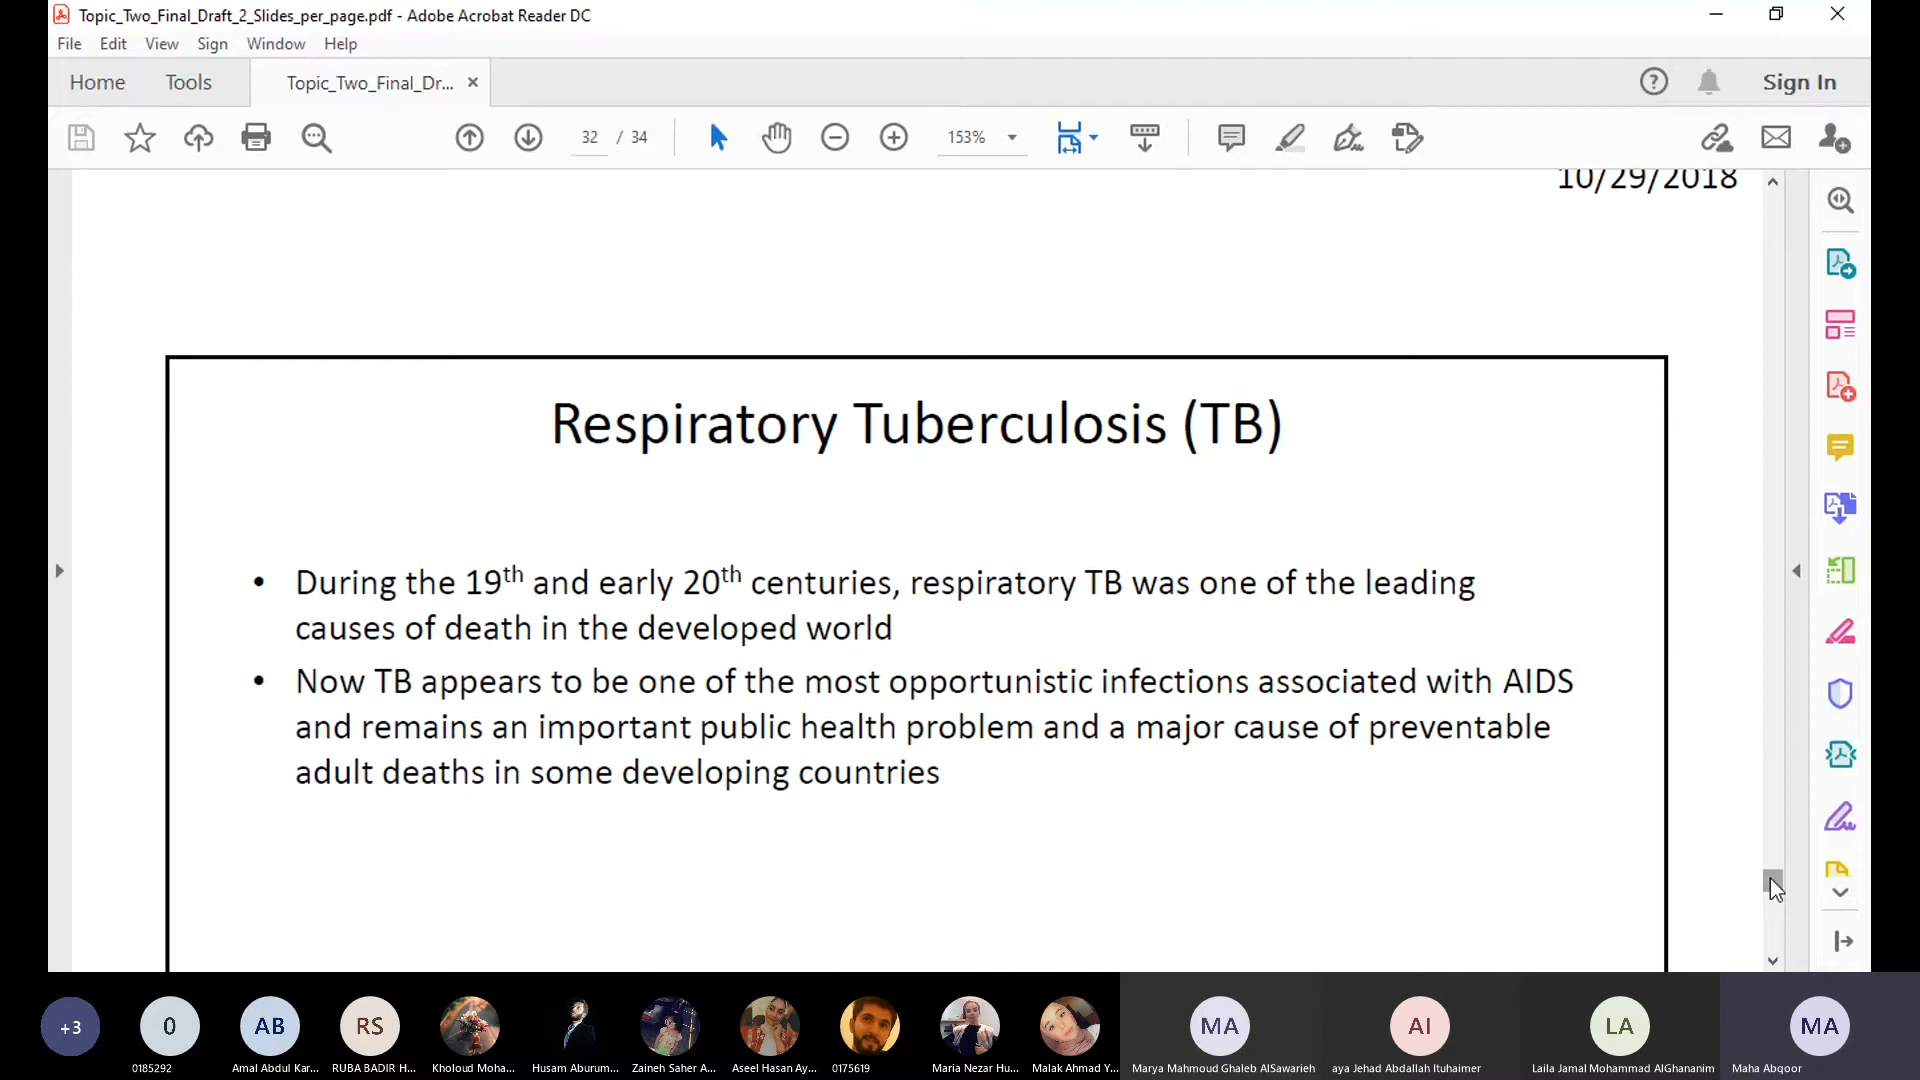 Topic_Two_Final_Draft_2_Slides_per_page.pdf - Adobe Acrobat Reader DC
File Edit View Sign Window Help
Home Tools Topic_Two_Final_Dr... × Sign In
32 / 34 153%
10/29/2018
Respiratory Tuberculosis (TB)
• During the 19th and early 20th centuries, respiratory TB was one of the leading
causes of death in the developed world
• Now TB appears to be one of the most opportunistic infections associated with AIDS
and remains an important public health problem and a major cause of preventable
adult deaths in some developing countries
+3 0 AB RS MA AI LA MA
0185292 Amal Abdul Kar... RUBA BADIR H... Kholoud Moha... Husam Aburum... Zaineh Saher A... Aseel Hasan Ay... 0175619 Maria Nezar Hu... Malak Ahmad Y... Marya Mahmoud Ghaleb AlSawarieh aya Jehad Abdallah ltuhaimer Laila Jamal Mohammad AlGhananim Maha Abqoor